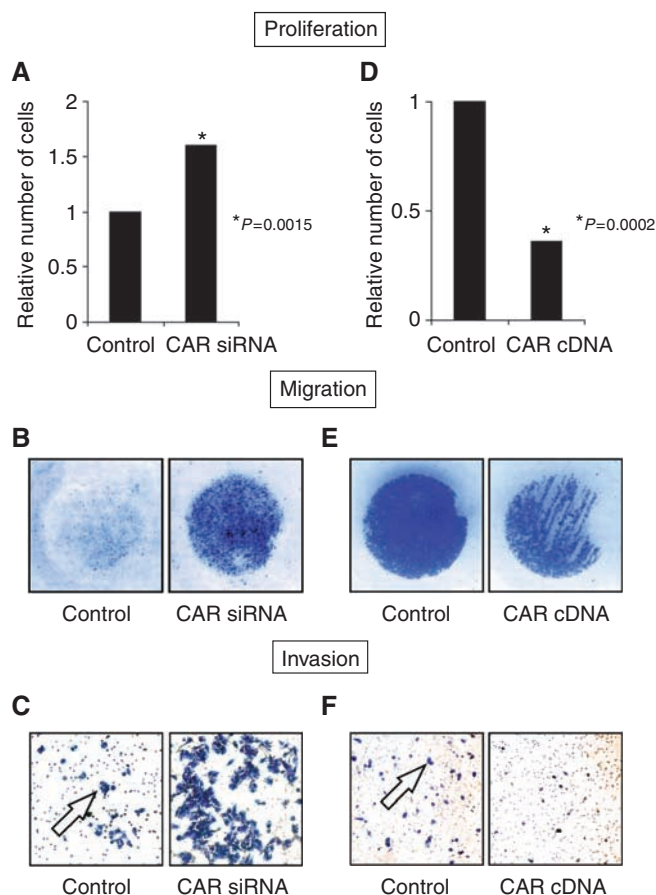 Proliferation
A
Relative number of cells
2
1.5
1
0.5
0
*
*P=0.0015
Control CAR siRNA
D
Relative number of cells
1
0.5
0
*
*P=0.0002
Control CAR cDNA
Migration
B
Control CAR siRNA
E
Control CAR cDNA
Invasion
C
Control CAR siRNA
F
Control CAR cDNA